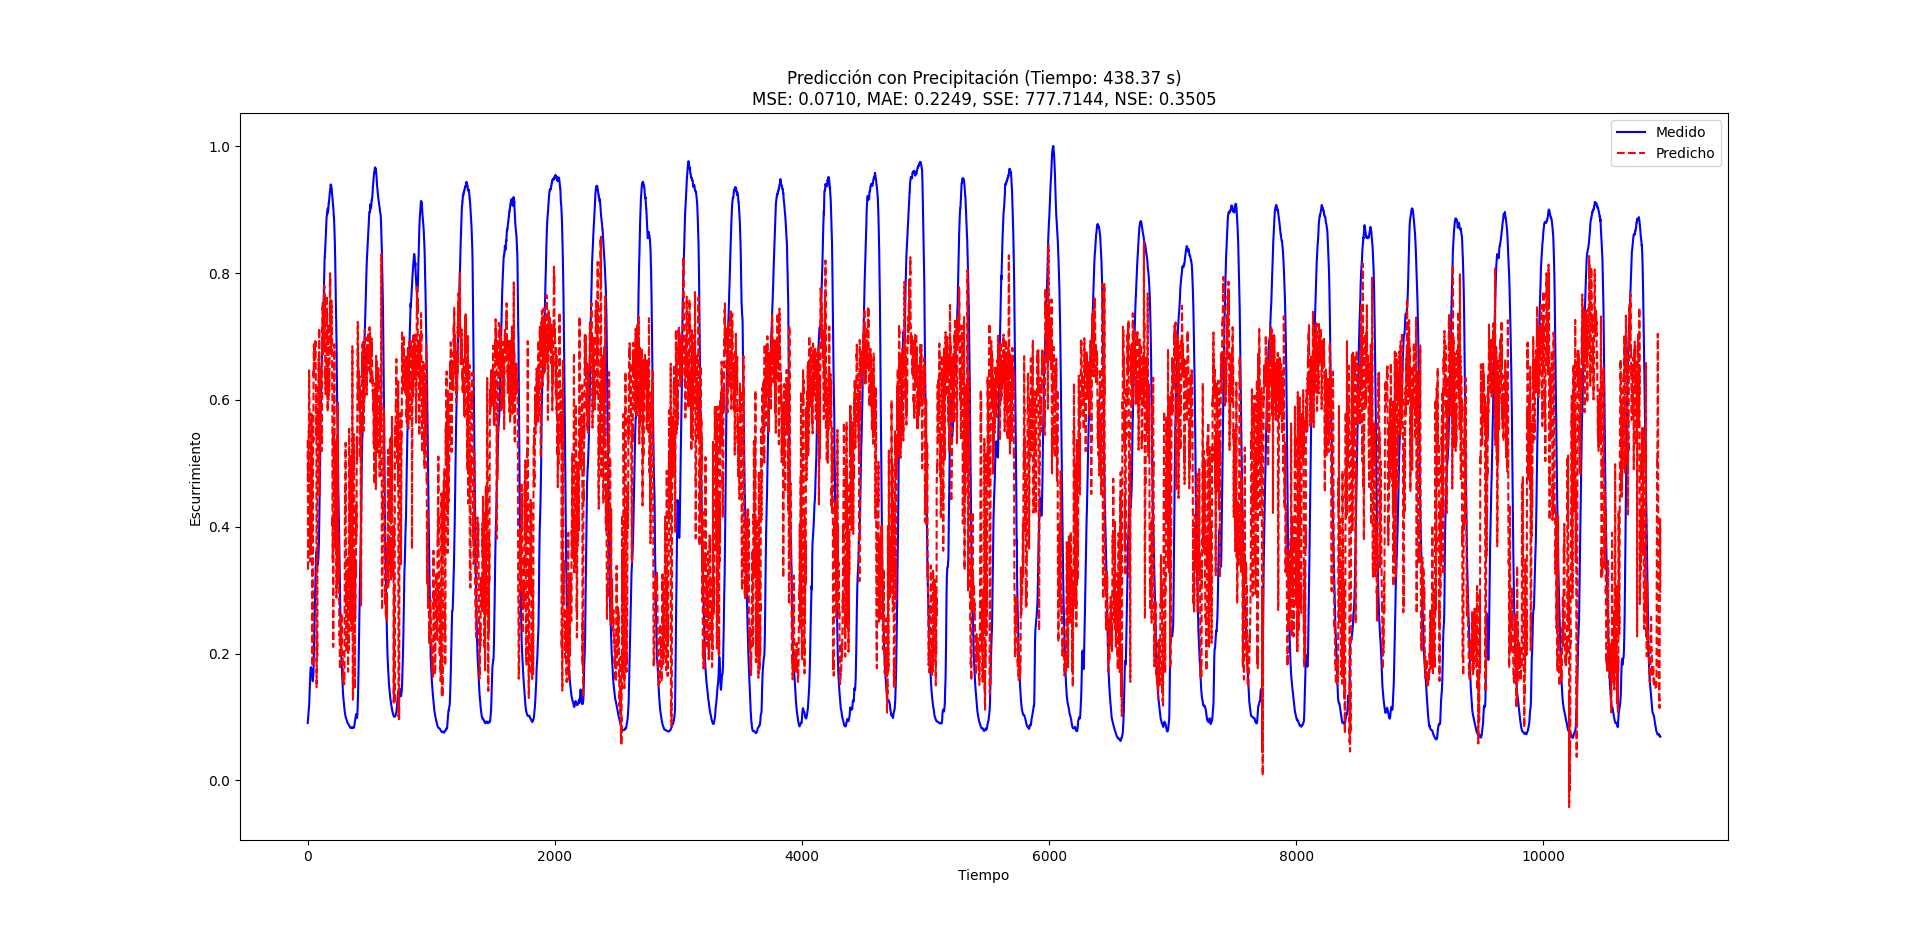 Predicción con Precipitación (Tiempo: 438.37 s)
MSE: 0.0710, MAE: 0.2249, SSE: 777.7144, NSE: 0.3505
Medido
Predicho
1.0
0.8
0.6
0.4
0.2
0.0
Escurrimiento
0
2000
4000
6000
8000
10000
Tiempo